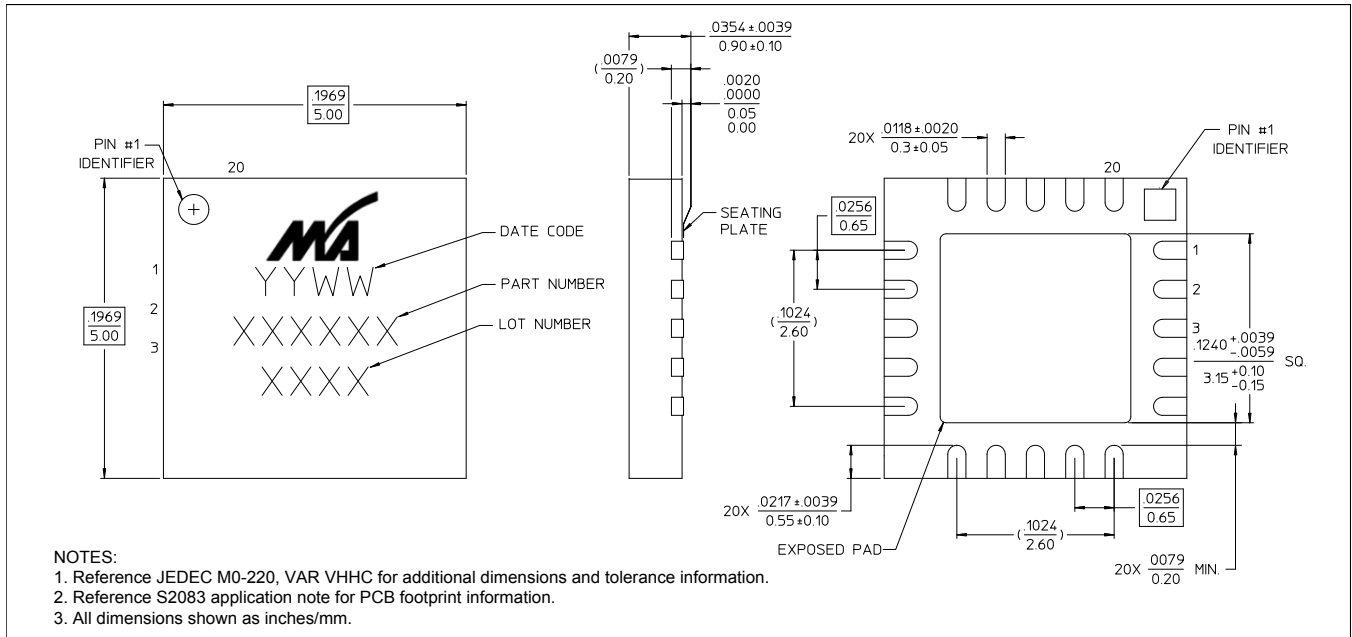 .1969
5.00
PIN #1
IDENTIFIER
20
.1969
5.00
1
2
3
MA
YYWW
XXXXXX
XXXX
DATE CODE
PART NUMBER
LOT NUMBER
.0354±.0039
0.90±0.10
(.0079
0.20)
.0020
.0000
0.05
0.00
SEATING
PLATE
20X .0118±.0020
0.3±0.05
20
PIN #1
IDENTIFIER
.0256
0.65
(.1024
2.60)
1
2
3
.1240 +.0039
-.0059
3.15 +0.10
-0.15
SQ.
20X .0217±.0039
0.55±0.10
EXPOSED PAD
(.1024
2.60)
.0256
0.65
20X .0079
0.20 MIN.
NOTES:
1. Reference JEDEC M0-220, VAR VHHC for additional dimensions and tolerance information.
2. Reference S2083 application note for PCB footprint information.
3. All dimensions shown as inches/mm.